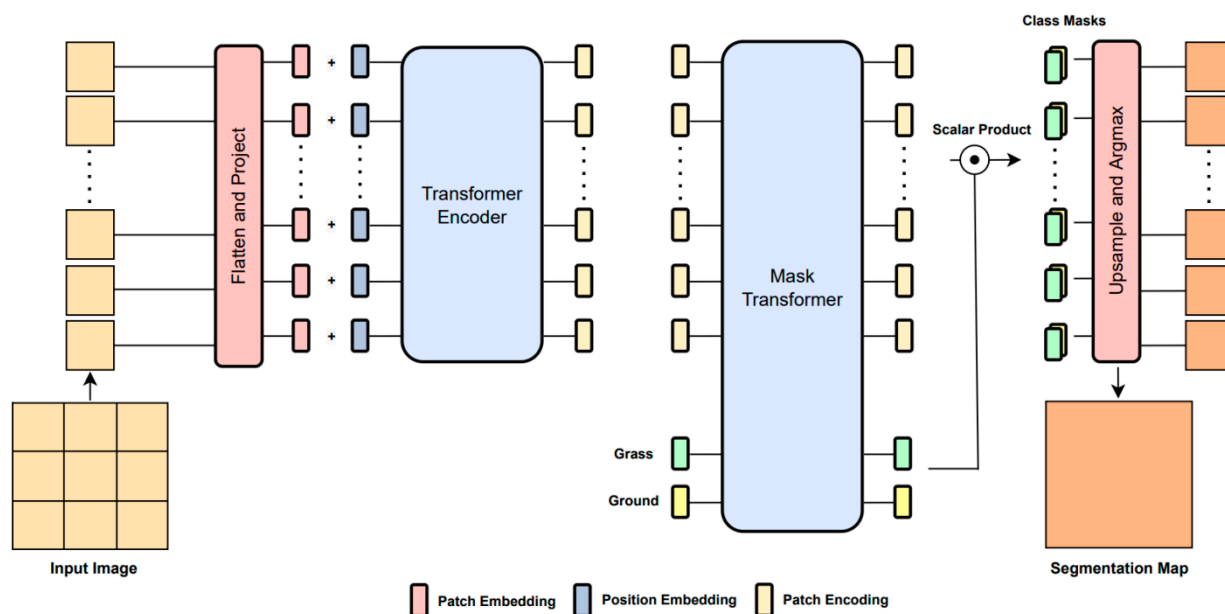 Class Masks
Flatten and Project
+
+
+
+
+
Transformer
Encoder
Mask
Transformer
Scalar Product
Upsample and Argmax
Grass
Ground
Input Image
Segmentation Map
Patch Embedding
Position Embedding
Patch Encoding